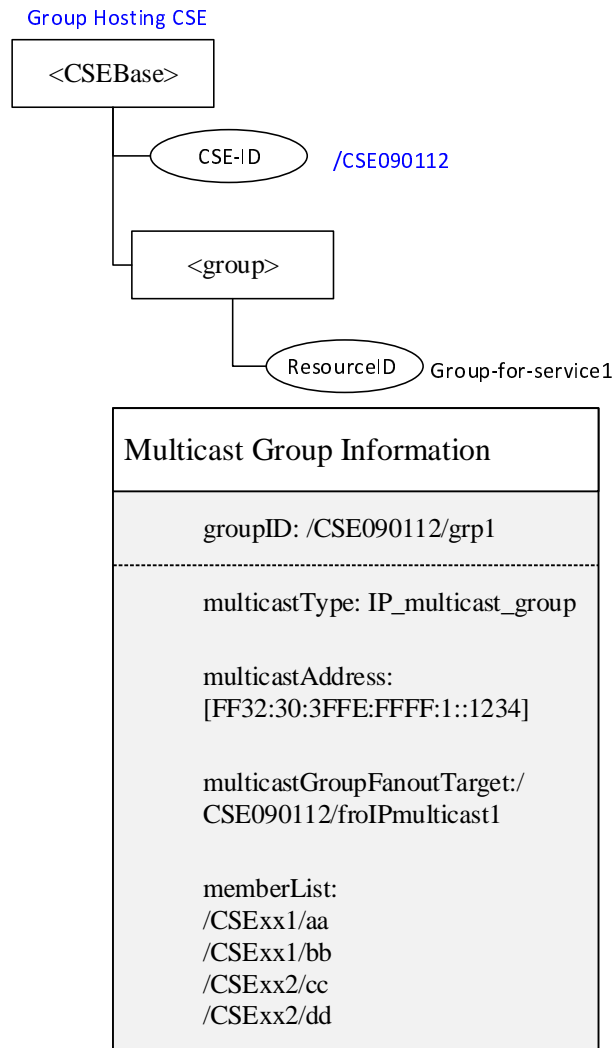 Group Hosting CSE
<CSEBase>
CSE-ID
/CSE090112
<group>
ResourceID
Group-for-service1
Multicast Group Information
groupID: /CSE090112/grp1
multicastType: IP_multicast_group
multicastAddress:
[FF32:30:3FFE:FFFF:1::1234]
multicastGroupFanoutTarget:/
CSE090112/froIPmulticast1
memberList:
/CSExx1/aa
/CSExx1/bb
/CSExx2/cc
/CSExx2/dd